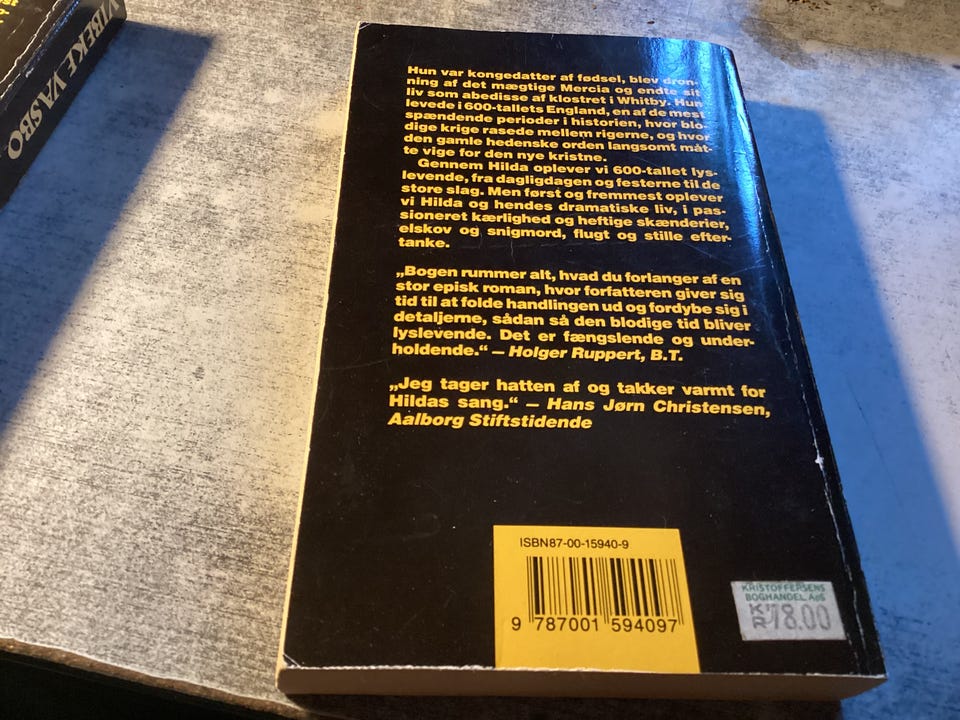 VIBEKE VASBO
Hun var kongedatter af fødsel, blev dron-
ning af det mægtige Mercia og endte sit
liv som abedisse af klostret i Whitby. Hun
levede i 600-tallets England, en af de mest
spændende perioder i historien, hvor blo-
dige krige rasede mellem rigerne, og hvor
den gamle hedenske orden langsomt måt-
te vige for den nye kristne.
Gennem Hilda oplever vi 600-tallet lys-
levende, fra dagligdagen og festerne til de
store slag. Men først og fremmest oplever
vi Hilda og hendes dramatiske liv, i pas-
sioneret kærlighed og heftige skænderier,
elskov og snigmord, flugt og stille efter-
tanke.
„Bogen rummer alt, hvad du forlanger af en
stor episk roman, hvor forfatteren giver sig
tid til at folde handlingen ud og fordybe sig i
detaljerne, sådan så den blodige tid bliver
lyslevende. Det er fængslende og under-
holdende.“ — Holger Ruppert, B.T.
„Jeg tager hatten af og takker varmt for
Hildas sang.“ — Hans Jørn Christensen,
Aalborg Stiftstidende
ISBN 87-00-15940-9
9 787001 594097
KRISTOFFERSENS
BOGHANDEL ApS
KR 78.00